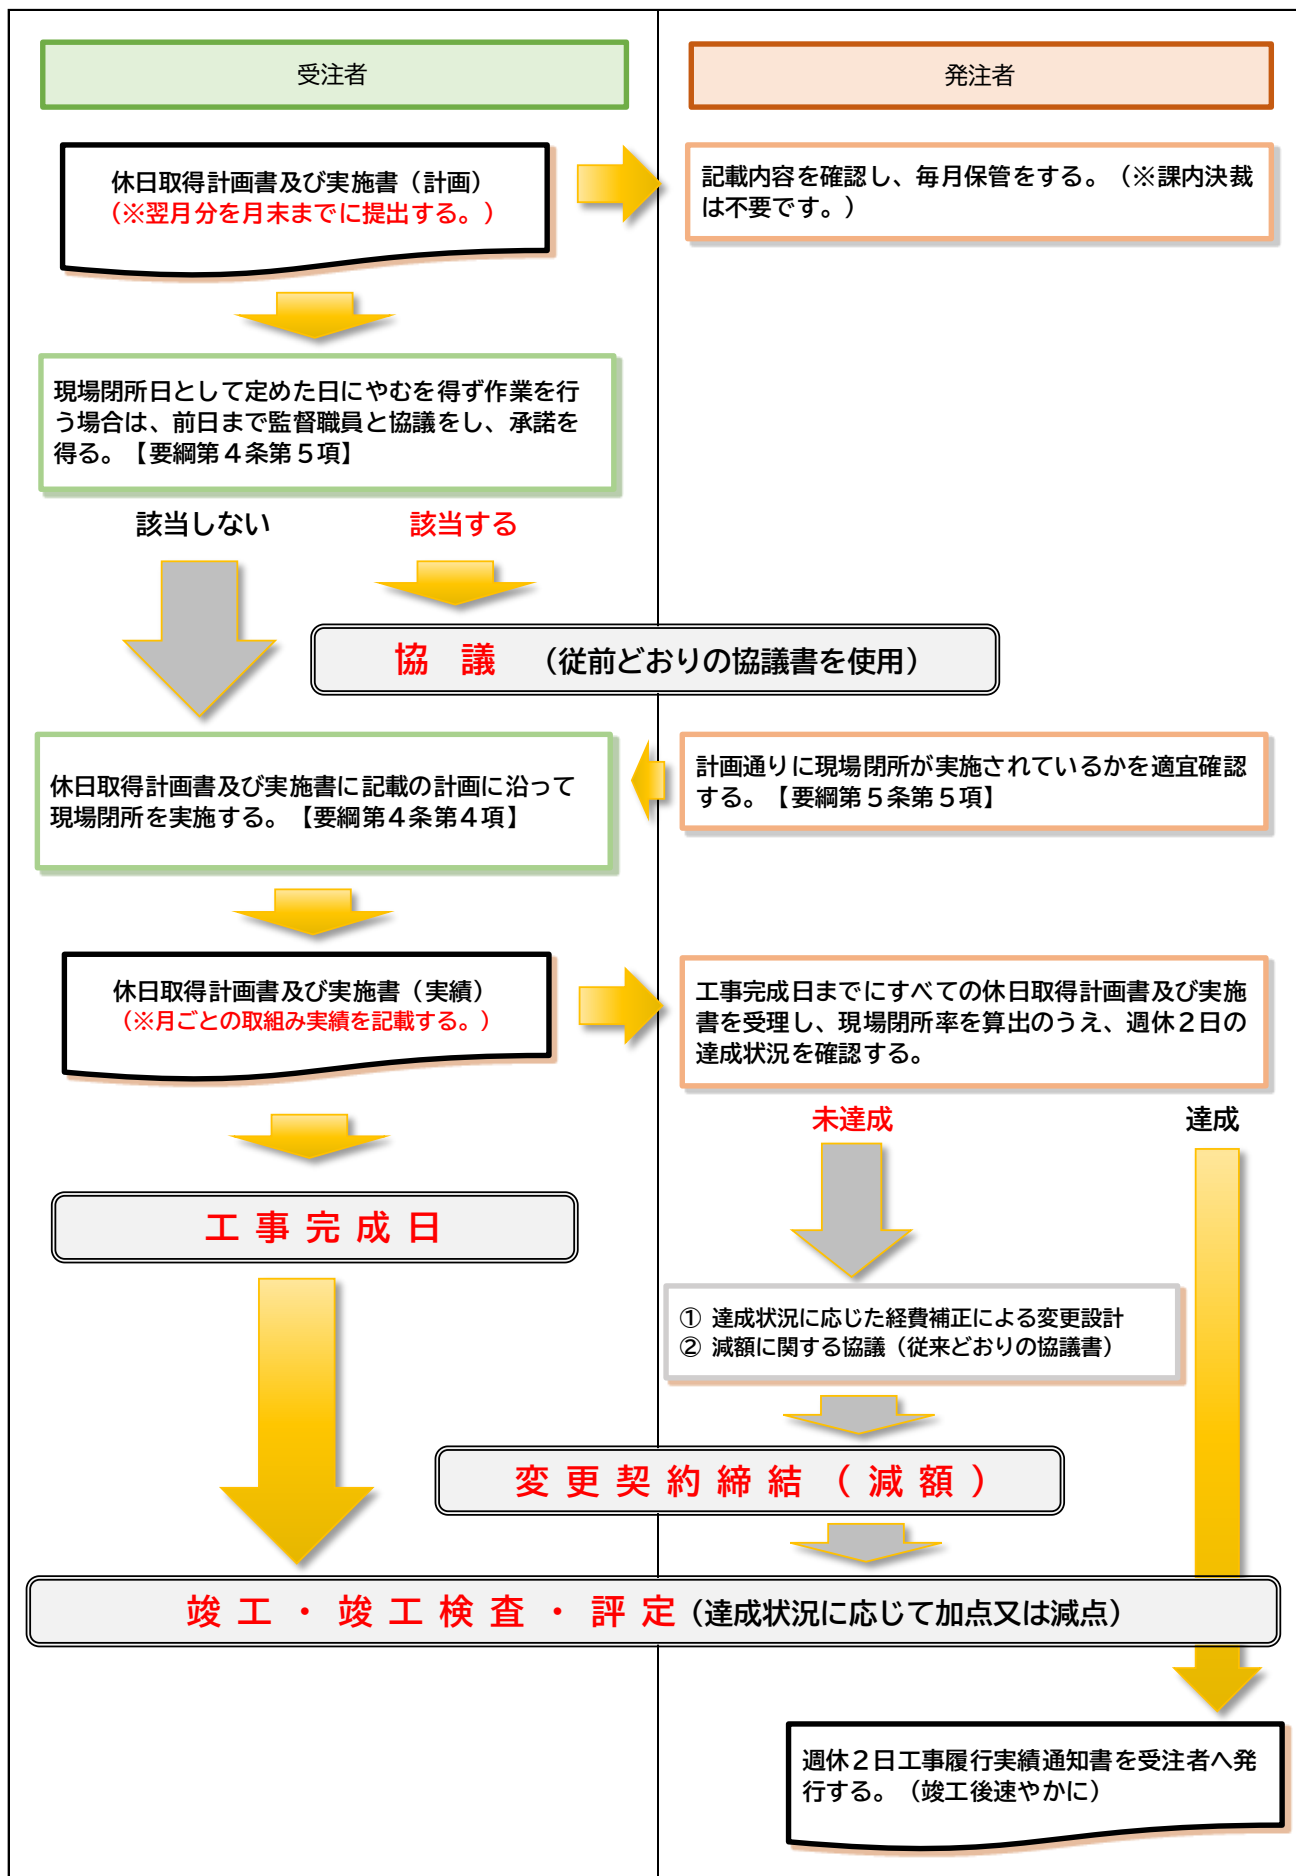 受注者
発注者
休日取得計画書及び実施書（計画）
（※翌月分を月末までに提出する。）
記載内容を確認し、毎月保管をする。（※課内決裁
は不要です。）
現場閉所日として定めた日にやむを得ず作業を行
う場合は、前日まで監督職員と協議をし、承諾を
得る。【要綱第４条第５項】
該当しない
該当する
協　議　（従前どおりの協議書を使用）
休日取得計画書及び実施書に記載の計画に沿って
現場閉所を実施する。【要綱第４条第４項】
計画通りに現場閉所が実施されているかを適宜確認
する。【要綱第５条第５項】
休日取得計画書及び実施書（実績）
（※月ごとの取組み実績を記載する。）
工事完成日までにすべての休日取得計画書及び実施
書を受理し、現場閉所率を算出のうえ、週休２日の
達成状況を確認する。
未達成
達成
工 事 完 成 日
① 達成状況に応じた経費補正による変更設計
② 減額に関する協議（従来どおりの協議書）
変 更 契 約 締 結 （ 減 額 ）
竣 工 ・ 竣 工 検 査 ・ 評 定（達成状況に応じて加点又は減点）
週休２日工事履行実績通知書を受注者へ発
行する。（竣工後速やかに）